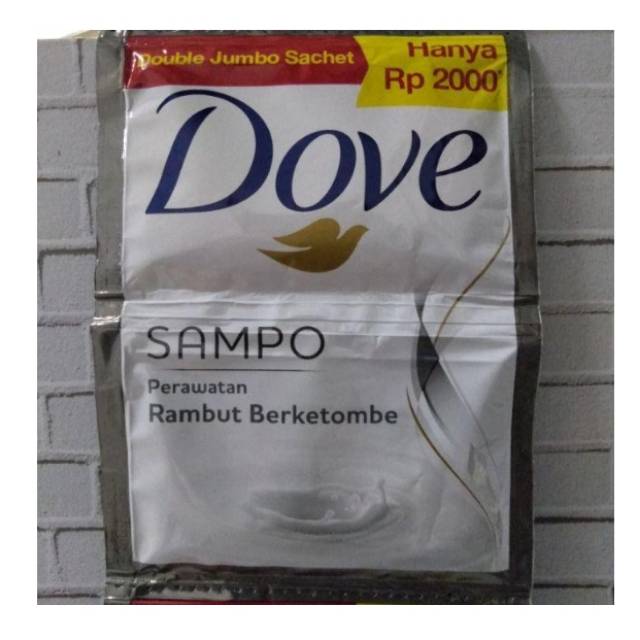 Double Jumbo Sachet
Hanya
Rp 2000*
Dove
SAMPO
Perawatan
Rambut Berketombe